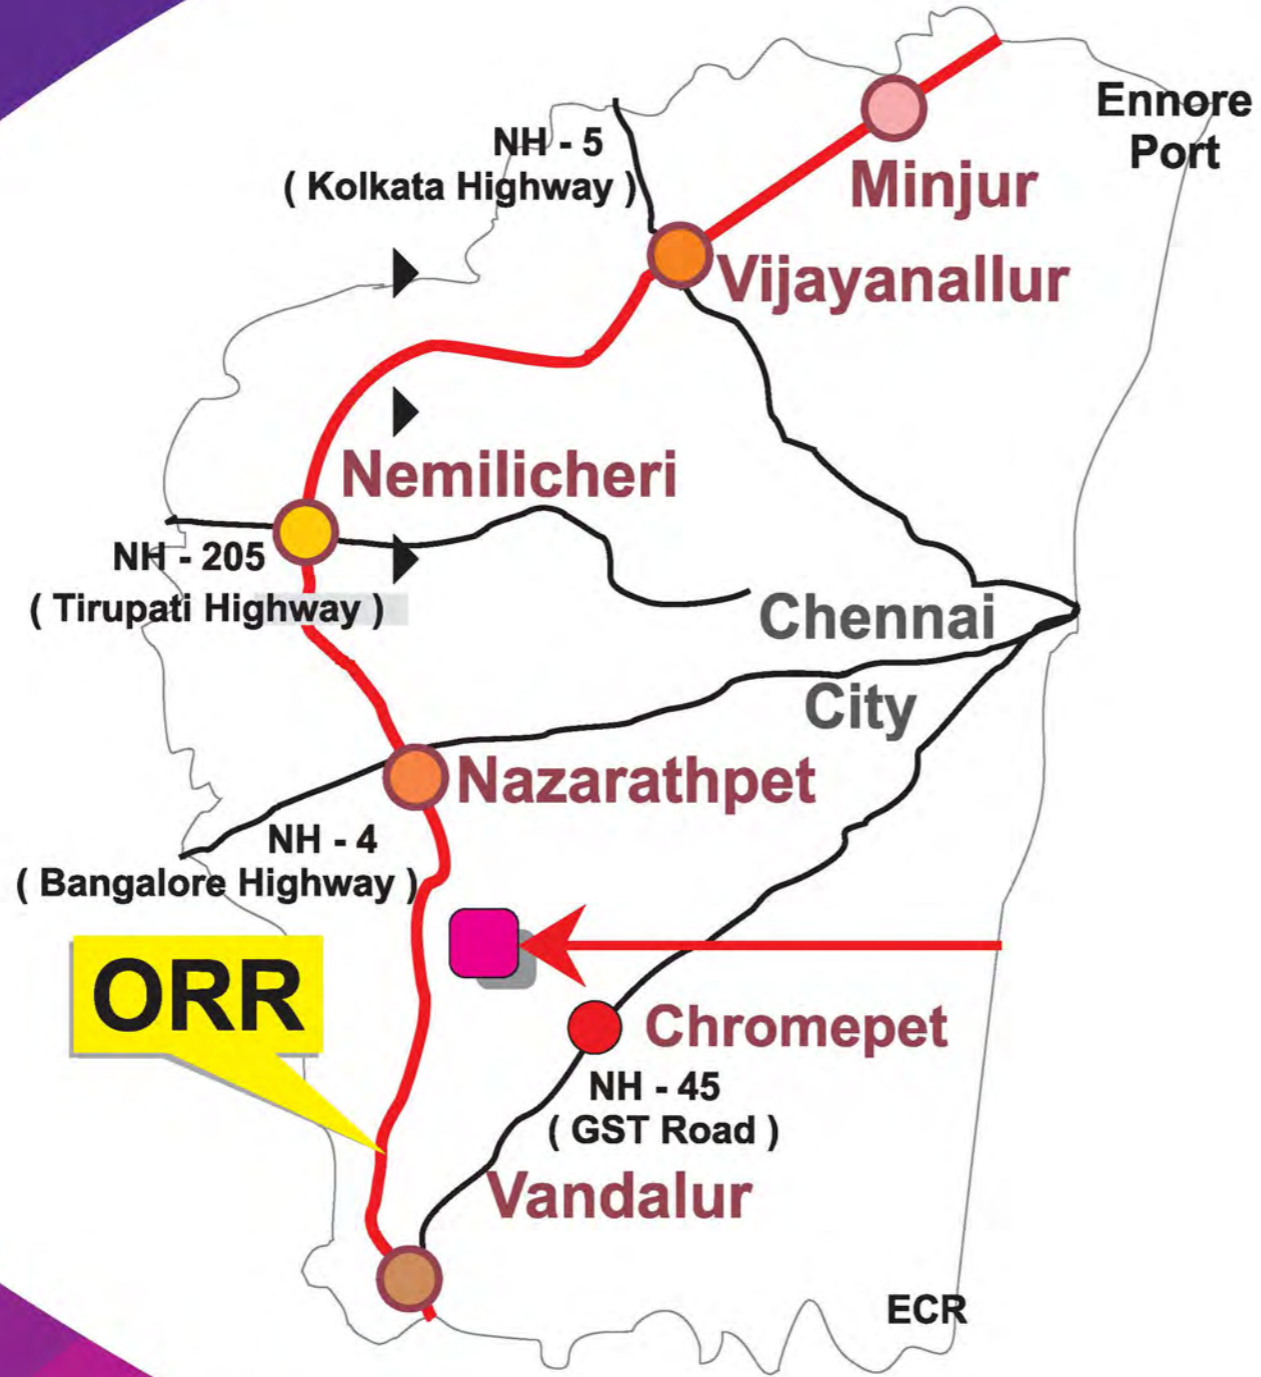 Ennore
Port
NH - 5
( Kolkata Highway )
Minjur
Vijayanallur
Nemilicheri
NH - 205
( Tirupati Highway )
Chennai
City
Nazarathpet
NH - 4
( Bangalore Highway )
ORR
Chromepet
NH - 45
( GST Road )
Vandalur
ECR